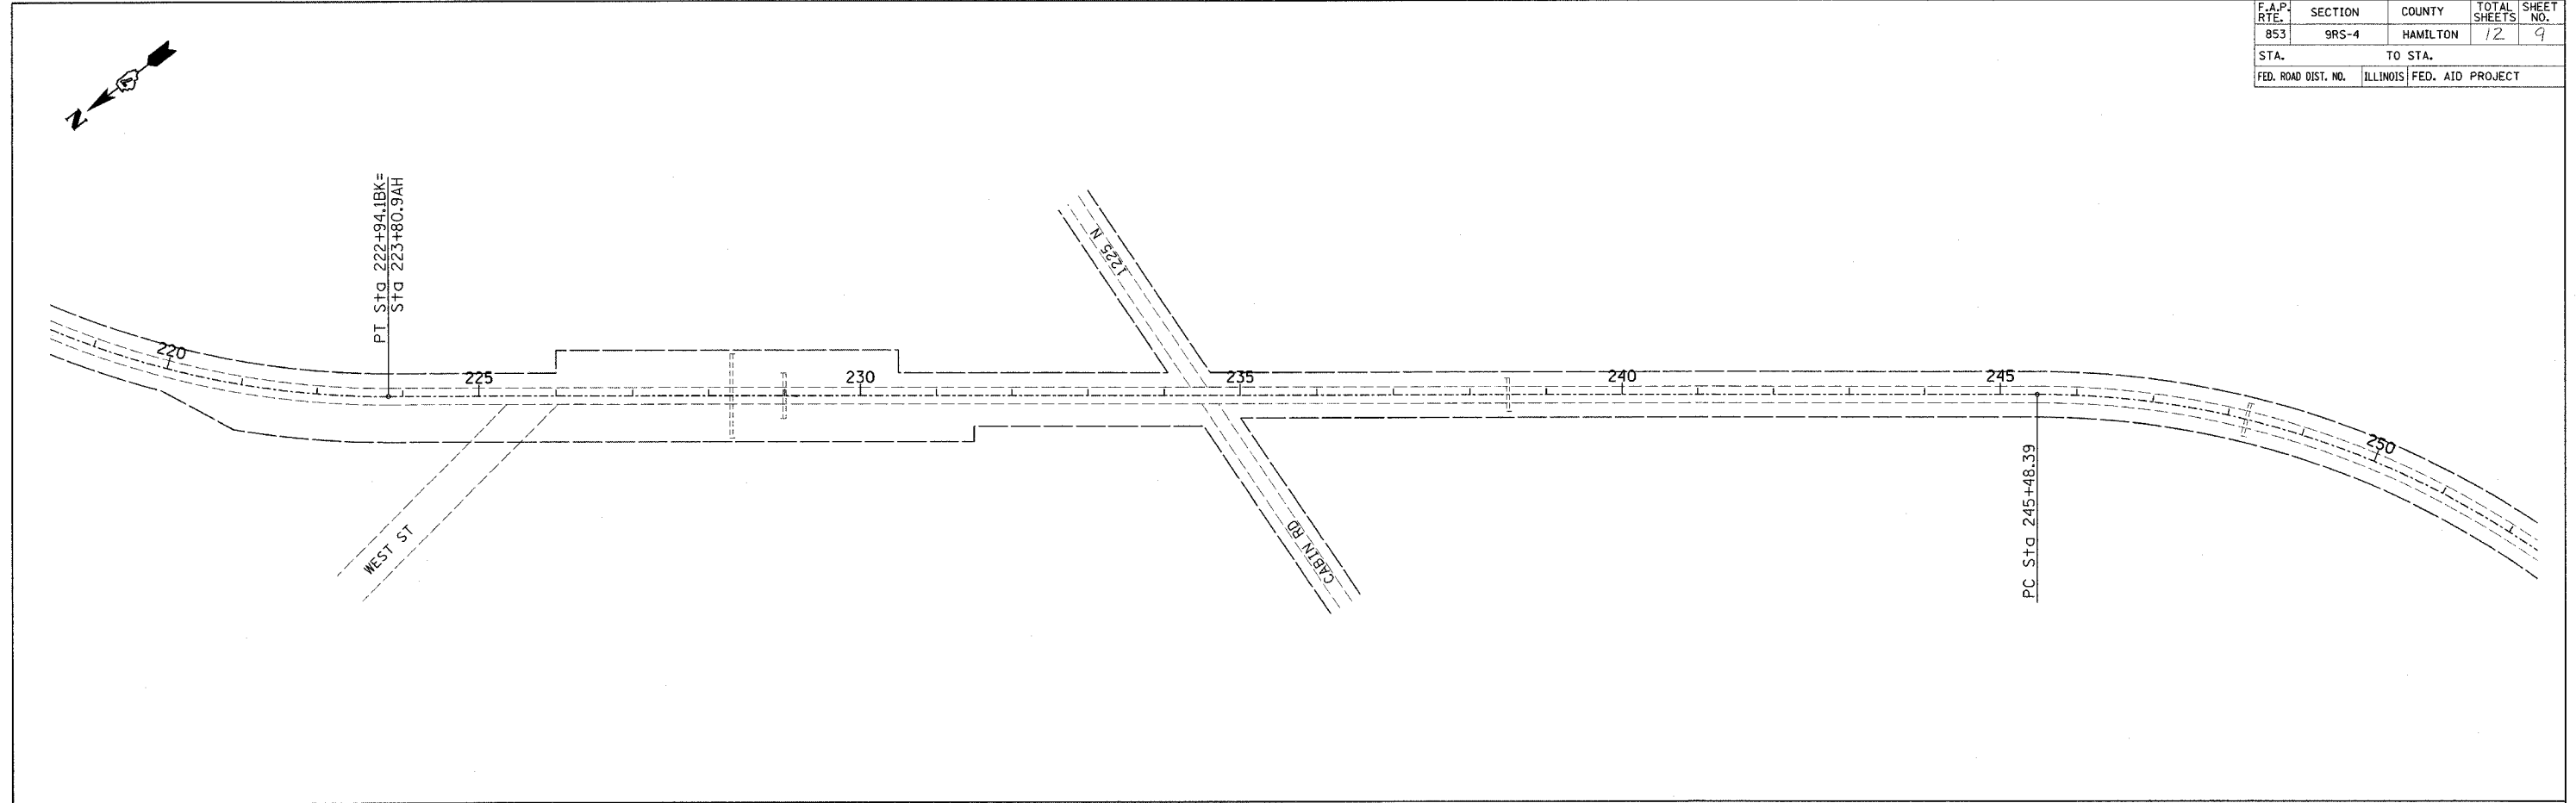 F.A.P. RTE. SECTION COUNTY TOTAL SHEETS SHEET NO.
853 9RS-4 HAMILTON 12 9
STA. TO STA.
FED. ROAD DIST. NO. ILLINOIS FED. AID PROJECT
N
PT Sta 222+94.1BK=
Sta 223+80.9AH
1225 N
220
225
230
235
240
245
250
WEST ST
CABIN RD
PC Sta 245+48.39